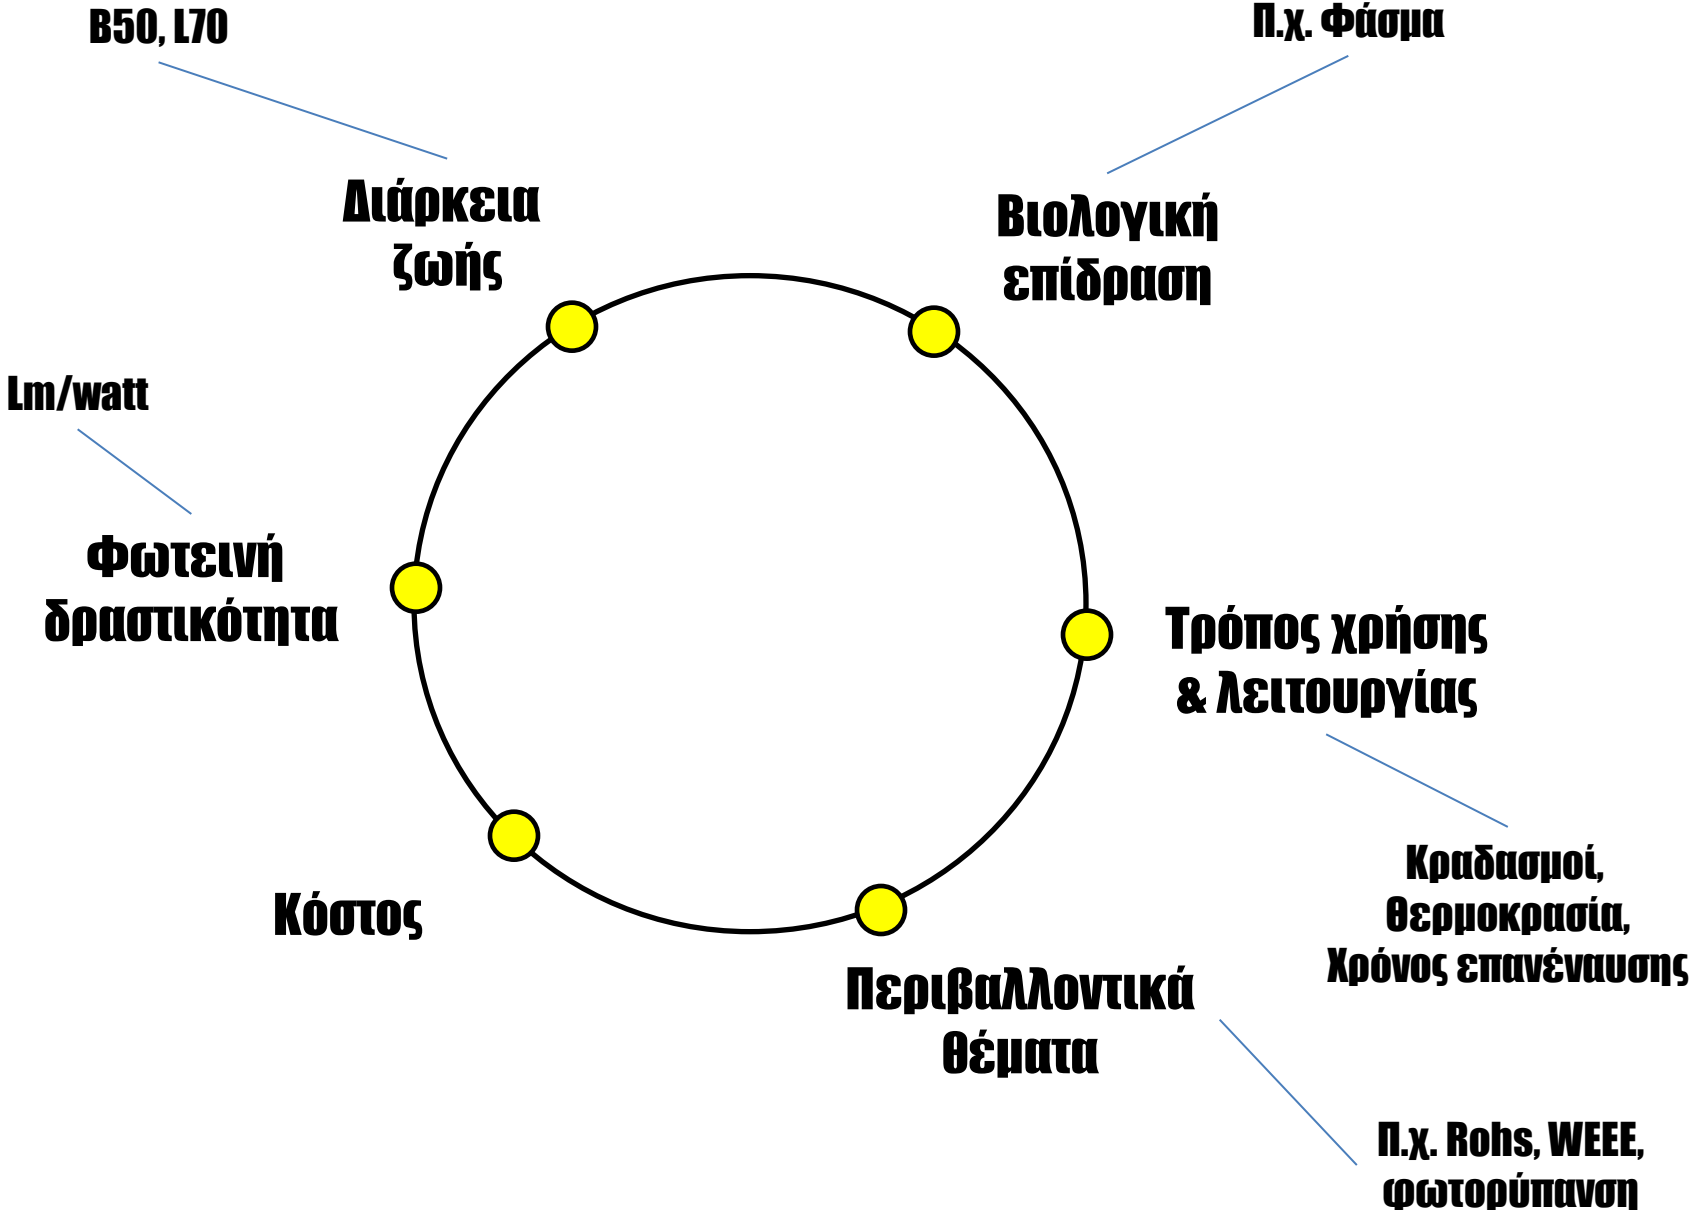 B50, L70
Π.χ. Φάσμα
Διάρκεια
ζωής
Βιολογική
επίδραση
Lm/watt
Φωτεινή
δραστικότητα
Τρόπος χρήσης
& λειτουργίας
Κραδασμοί,
Θερμοκρασία,
Χρόνος επανέναυσης
Κόστος
Περιβαλλοντικά
θέματα
Π.χ. Rohs, WEEE,
φωτορύπανση